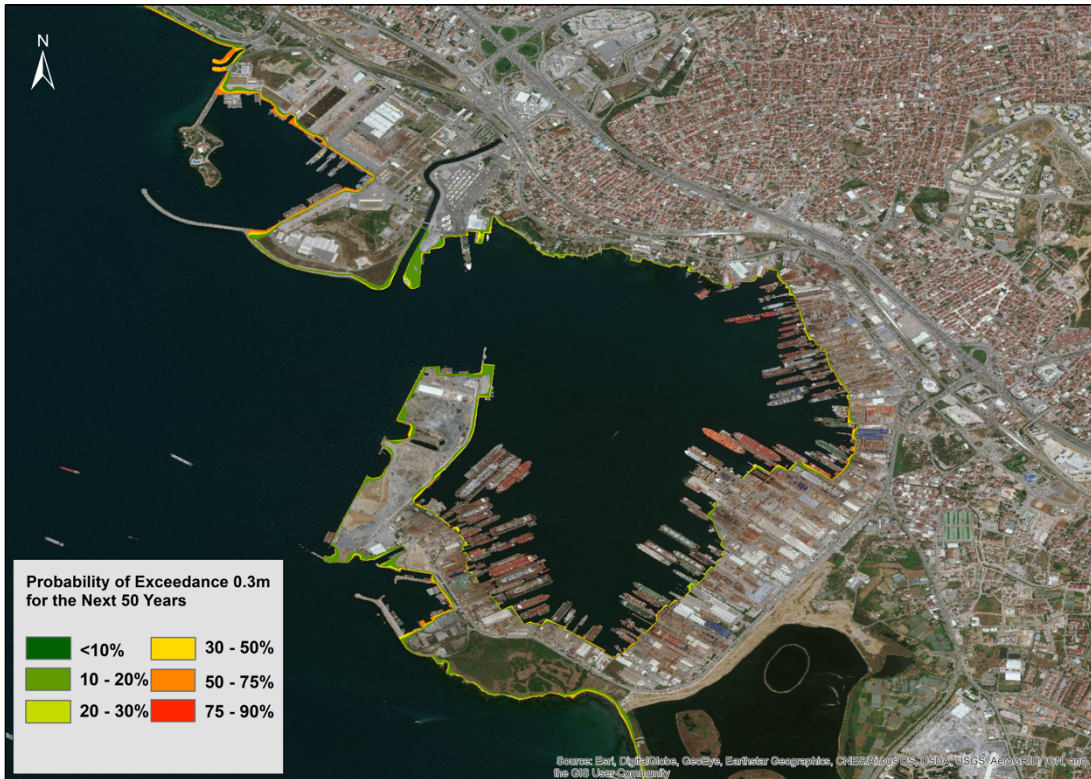 N
Probability of Exceedance 0.3m
for the Next 50 Years
<10%
30 - 50%
10 - 20%
50 - 75%
20 - 30%
75 - 90%
Source: Esri, DigitalGlobe, GeoEye, Earthstar Geographics, CNES/Airbus DS, USDA, USGS, AeroGRID, IGN, and
the GIS User Community